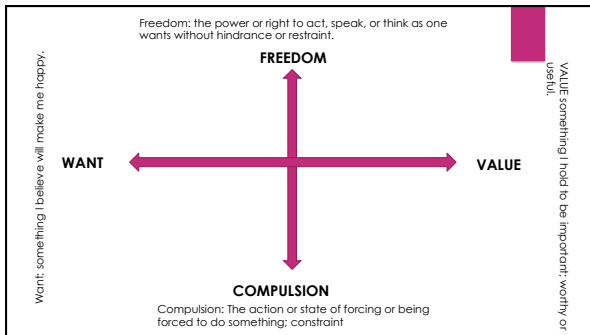 Freedom: the power or right to act, speak, or think as one
wants without hindrance or restraint.
FREEDOM
Want: something I believe will make me happy.
WANT
VALUE
VALUE something I hold to be important; worthy or
useful.
COMPULSION
Compulsion: The action or state of forcing or being
forced to do something; constraint